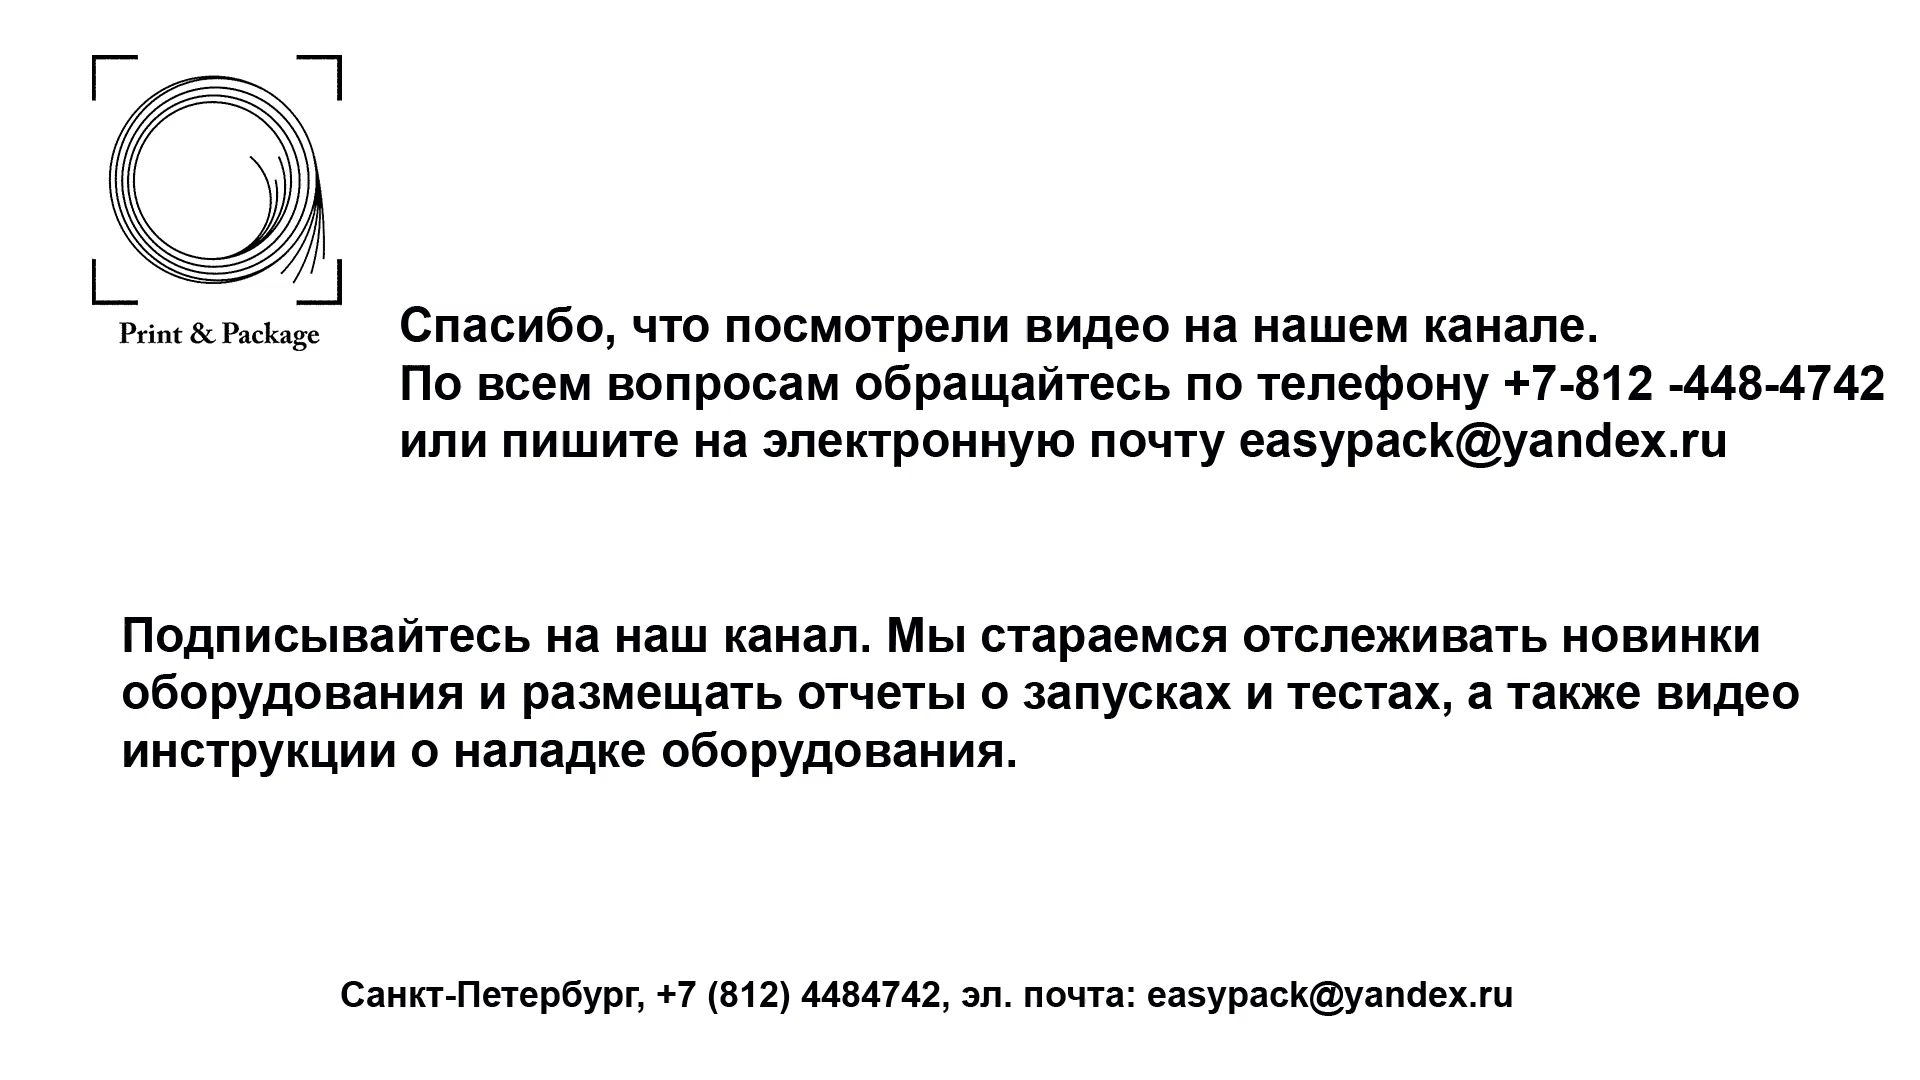 Print & Package
Спасибо, что посмотрели видео на нашем канале.
По всем вопросам обращайтесь по телефону +7-812 -448-4742
или пишите на электронную почту easypack@yandex.ru
Подписывайтесь на наш канал. Мы стараемся отслеживать новинки
оборудования и размещать отчеты о запусках и тестах, а также видео
инструкции о наладке оборудования.
Санкт-Петербург, +7 (812) 4484742, эл. почта: easypack@yandex.ru